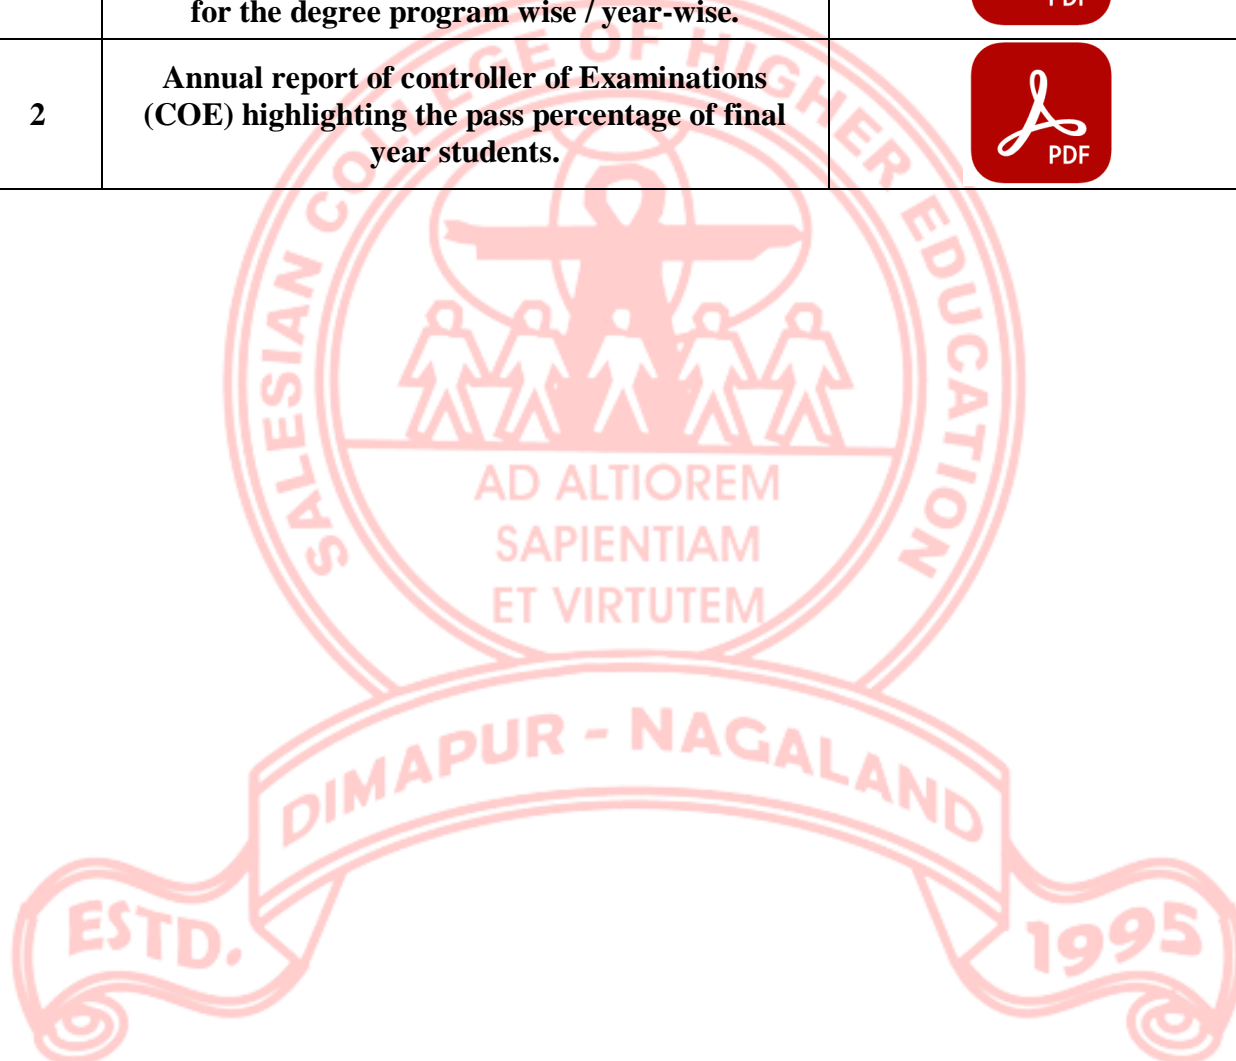 for the degree program wise / year-wise.
PDF
2
Annual report of controller of Examinations
(COE) highlighting the pass percentage of final
year students.
PDF
SALESIAN COLLEGE OF HIGHER EDUCATION
AD ALTIOREM
SAPIENTIAM
ET VIRTUTEM
DIMAPUR - NAGALAND
ESTD. 1995